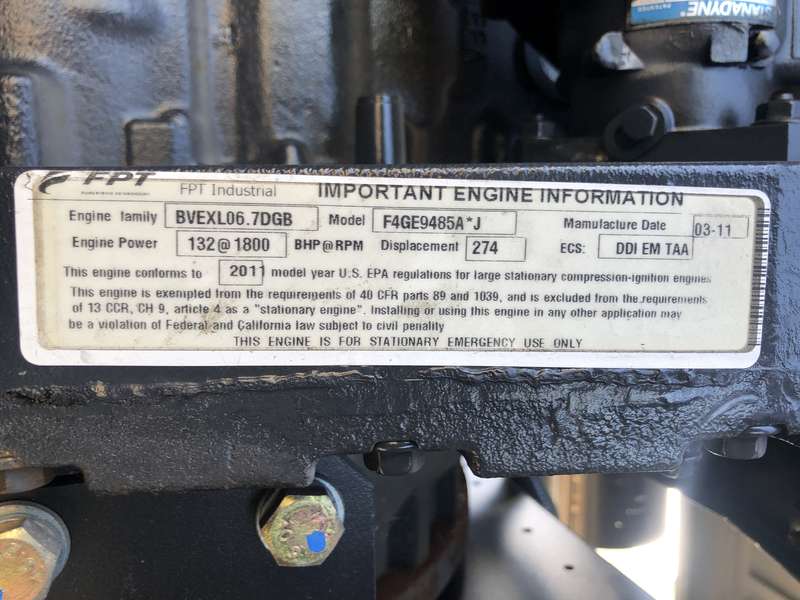 STANADYNE
FPT
FPT Industrial IMPORTANT ENGINE INFORMATION
Engine family BVEXL06.7DGB Model F4GE9485A*J Manufacture Date 03-11
Engine Power 132@1800 BHP@RPM Displacement 274 ECS: DDI EM TAA
This engine conforms to 2011 model year U.S. EPA regulations for large stationary compression-ignition engines
This engine is exempted from the requirements of 40 CFR parts 89 and 1039, and is excluded from the requirements
of 13 CCR, CH 9, article 4 as a "stationary engine". Installing or using this engine in any other application may
be a violation of Federal and California law subject to civil penalty
THIS ENGINE IS FOR STATIONARY EMERGENCY USE ONLY